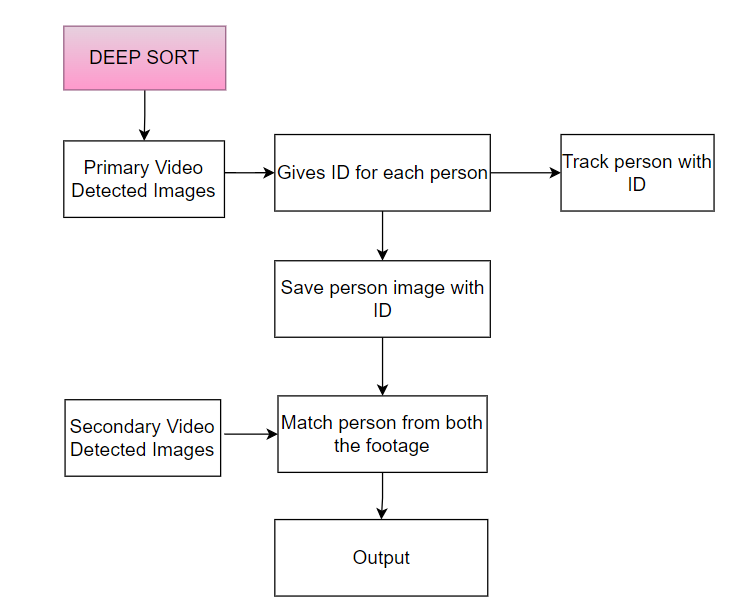 DEEP SORT
Primary Video
Detected Images
Gives ID for each person
Track person with
ID
Save person image with
ID
Secondary Video
Detected Images
Match person from both
the footage
Output